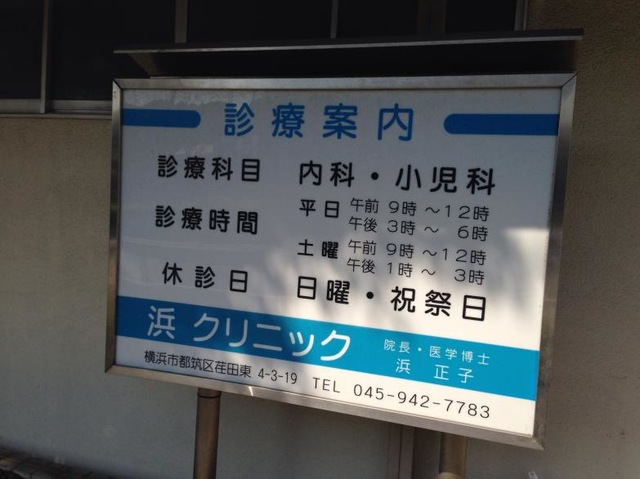 診療案内
診療科目 内科・小児科
診療時間 平日 午前 9時～12時
午後 3時～ 6時
土曜 午前 9時～12時
午後 1時～ 3時
休診日 日曜・祝祭日
浜 クリニック 院長・医学博士
浜 正子
横浜市都筑区荏田東 4-3-19 TEL 045-942-7783